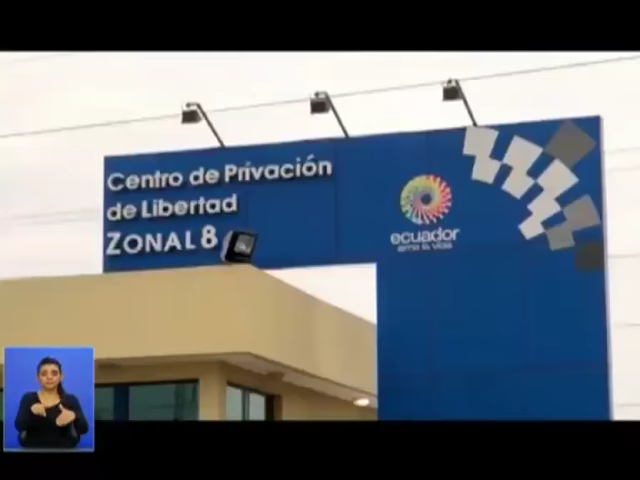 Centro de Privación
de Libertad
ZONAL 8
ecuador
ama la vida